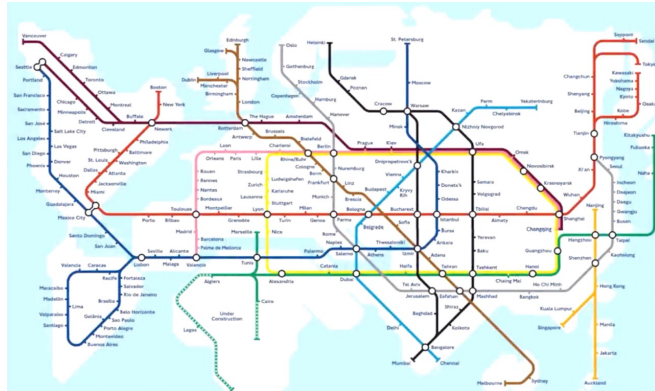 Vancouver
Calgary
Edmonton
Seattle
Toronto
Portland
Ottawa
San Francisco
Chicago
Montreal
Sacramento
Minneapolis
Buffalo
San Jose
Detroit
Cleveland
Newark
Salt Lake City
Los Angeles
Las Vegas
San Diego
Phoenix
Denver
Houston
Monterrey
Guadalajara
Mexico City
Boston
New York
Philadelphia
Pittsburgh
Baltimore
St. Louis
Washington
Dallas
Atlanta
Jacksonville
Miami
Santo Domingo
San Juan
Valencia
Caracas
Recife
Fortaleza
Maracaibo
Salvador
Medellin
Rio de Janeiro
Lima
Brasilia
Valparaiso
Belo Horizonte
Goiânia
São Paulo
Santiago
Porto Alegre
Montevideo
Buenos Aires
Edinburgh
Glasgow
Newcastle
Sheffield
Liverpool
Nottingham
Dublin
Manchester
Birmingham
London
Rotterdam
The Hague
Amsterdam
Antwerp
Brussels
Lyon
Charleroi
Bielefeld
Berlin
Orleans
Paris
Lille
Rhine/Ruhr
Cologne
Rouen
Strasbourg
Bonn
Nuremburg
Rennes
Ludwigshafen
Frankfurt
Linz
Nantes
Zurich
Karlsruhe
Munich
Brno
Bordeaux
Lucerne
Stuttgart
Toulouse
Montpellier
Innsbruck
Milan
Bologna
Porto
Bilbao
Madrid
Grenoble
Turin
Genoa
Parma
Barcelona
Marseille
Nice
Rome
Palma de Mallorca
Seville
Alicante
Palermo
Naples
Lisbon
Malaga
Valencia
Tunis
Salerno
Catania
Algiers
Alexandria
Cairo
Lagos
Under
Construction
Oslo
Helsinki
Gothenburg
Gdansk
Stockholm
Poznan
Copenhagen
Hamburg
Hanover
Cracow
Warsaw
St. Petersburg
Moscow
Minsk
Perm
Yekaterinburg
Kazan
Chelyabinsk
Nizhniy Novgorod
Prague
Kiev
Ufa
Omsk
Novosibirsk
Krasnoyarsk
Dnipropetrovs'k
Vienna
Budapest
Kryvy
Rih
Kharkiv
Donets'k
Odessa
Samara
Volgograd
Belgrade
Bucharest
Sofia
Istanbul
Bursa
Ankara
Tbilisi
Yerevan
Baku
Almaty
Thessaloniki
Athens
Izmir
Adana
Haifa
Tel Aviv
Tehran
Tashkent
Dubai
Jerusalem
Esfahan
Mashhad
Baghdad
Shiraz
Kolkata
Delhi
Bangalore
Mumbai
Chennai
Melbourne
Sydney
Sapporo
Sendai
Tokyo
Changchun
Shenyang
Beijing
Kawasaki
Yokohama
Nagoya
Kyoto
Osaka
Kobe
Hiroshima
Wuhan
Tianjin
Kitakyushu
Fukuoka
Naha
Pyongyang
Xi'an
Seoul
Incheon
Daejeon
Daegu
Gwangju
Busan
Chengdu
Shanghai
Chongqing
Nanjing
Hangzhou
Taipei
Guangzhou
Shenzhen
Kaohsiung
Hanoi
Chiang Mai
Bangkok
Hong Kong
Kuala Lumpur
Singapore
Manila
Jakarta
Auckland